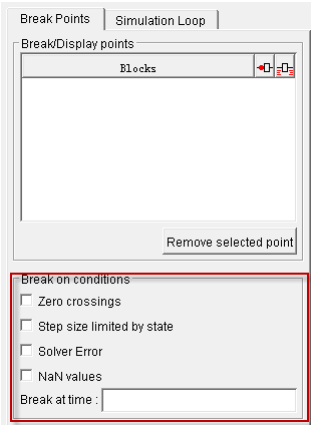 Break Points Simulation Loop
Break/Display points
Blocks
Remove selected point
Break on conditions
Zero crossings
Step size limited by state
Solver Error
NaN values
Break at time :